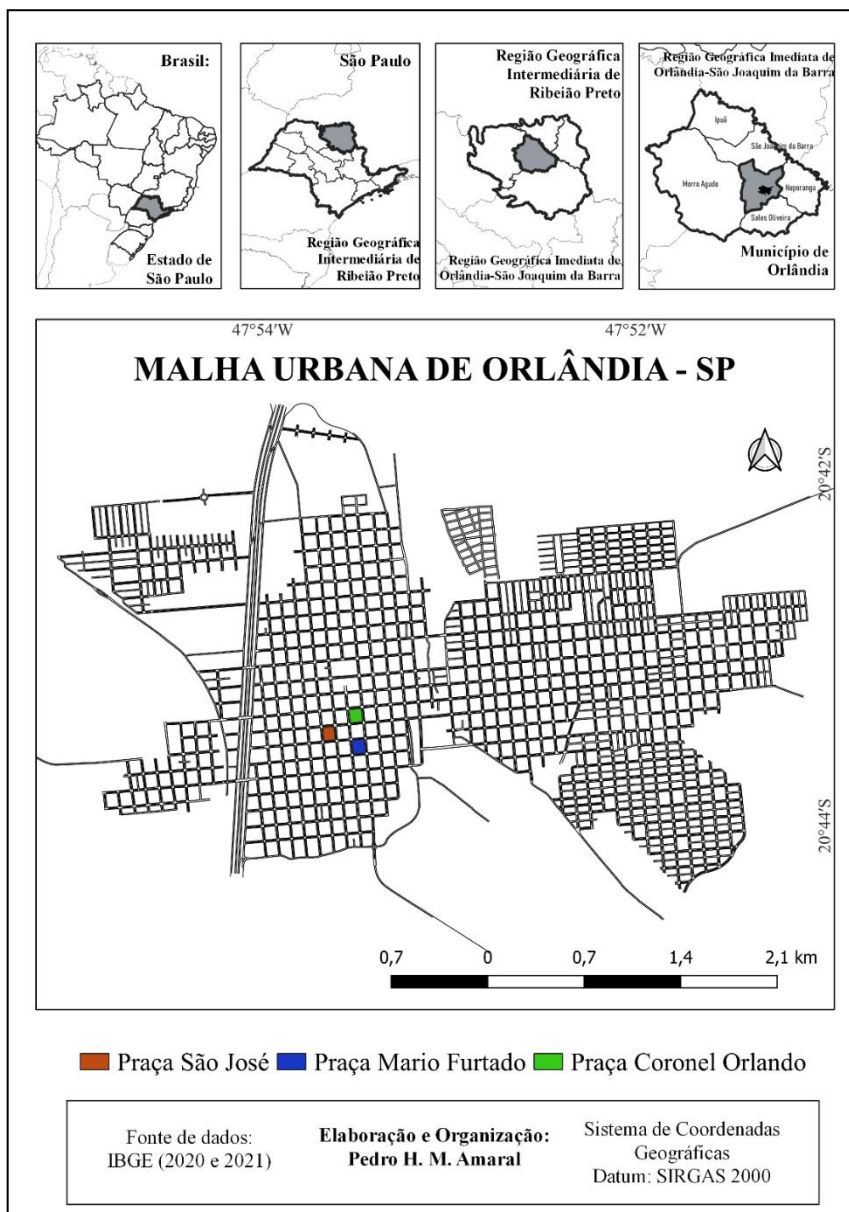 Brasil:
Estado de
São Paulo
São Paulo
Região Geográfica
Intermediária de
Ribeião Preto
Região Geográfica
Intermediária de
Ribeião Preto
Região Geográfica Imediata de
Orlândia-São Joaquim da Barra
Região Geográfica Imediata de
Orlândia-São Joaquim da Barra
Ipuã
São Joaquim da Barra
Morro Agudo
Nuporanga
Sales Oliveira
Município de
Orlândia
47°54'W
47°52'W
MALHA URBANA DE ORLÂNDIA - SP
20°42'S
20°44'S
0,7 0 0,7 1,4 2,1 km
Praça São José Praça Mario Furtado Praça Coronel Orlando
Fonte de dados:
IBGE (2020 e 2021)
Elaboração e Organização:
Pedro H. M. Amaral
Sistema de Coordenadas
Geográficas
Datum: SIRGAS 2000